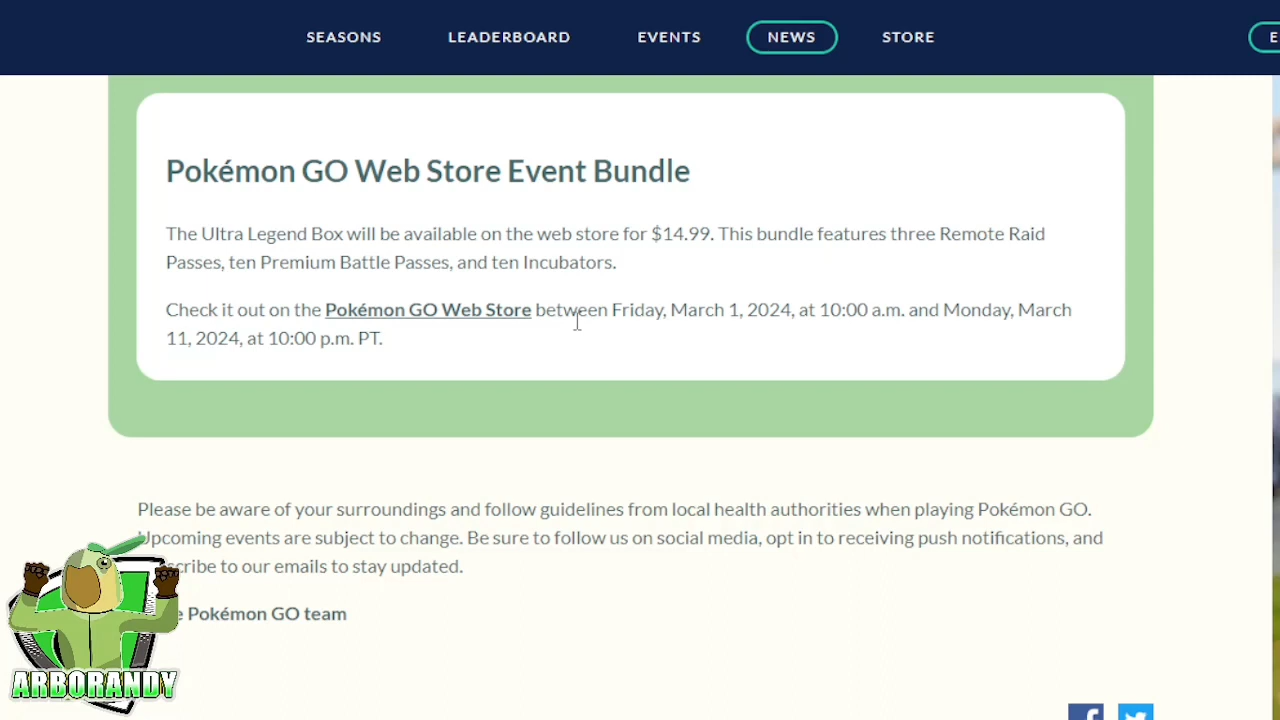 SEASONS LEADERBOARD EVENTS NEWS STORE E
Pokémon GO Web Store Event Bundle
The Ultra Legend Box will be available on the web store for $14.99. This bundle features three Remote Raid
Passes, ten Premium Battle Passes, and ten Incubators.
Check it out on the Pokémon GO Web Store between Friday, March 1, 2024, at 10:00 a.m. and Monday, March
11, 2024, at 10:00 p.m. PT.
Please be aware of your surroundings and follow guidelines from local health authorities when playing Pokémon GO.
Upcoming events are subject to change. Be sure to follow us on social media, opt in to receiving push notifications, and
scribe to our emails to stay updated.
e Pokémon GO team
ARBORANDY